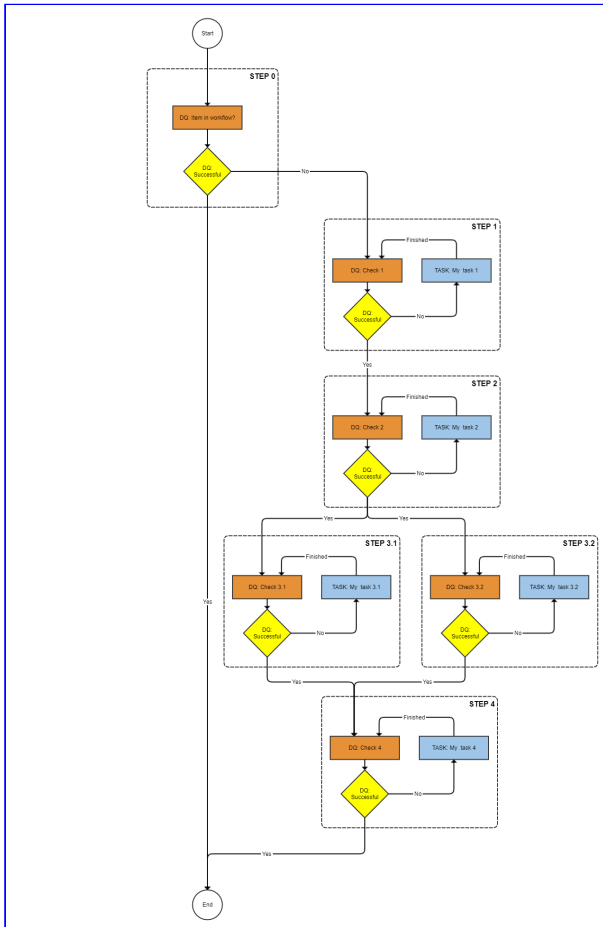 Start
STEP 0
DQ: Item in workflow?
DQ:
Successful
No
STEP 1
Finished
DQ: Check 1
TASK: My task 1
DQ:
Successful
No
Yes
STEP 2
Finished
DQ: Check 2
TASK: My task 2
DQ:
Successful
No
Yes
Yes
STEP 3.1
Finished
DQ: Check 3.1
TASK: My task 3.1
DQ:
Successful
No
STEP 3.2
Finished
DQ: Check 3.2
TASK: My task 3.2
DQ:
Successful
No
Yes
Yes
Yes
STEP 4
Finished
DQ: Check 4
TASK: My task 4
DQ:
Successful
No
Yes
End